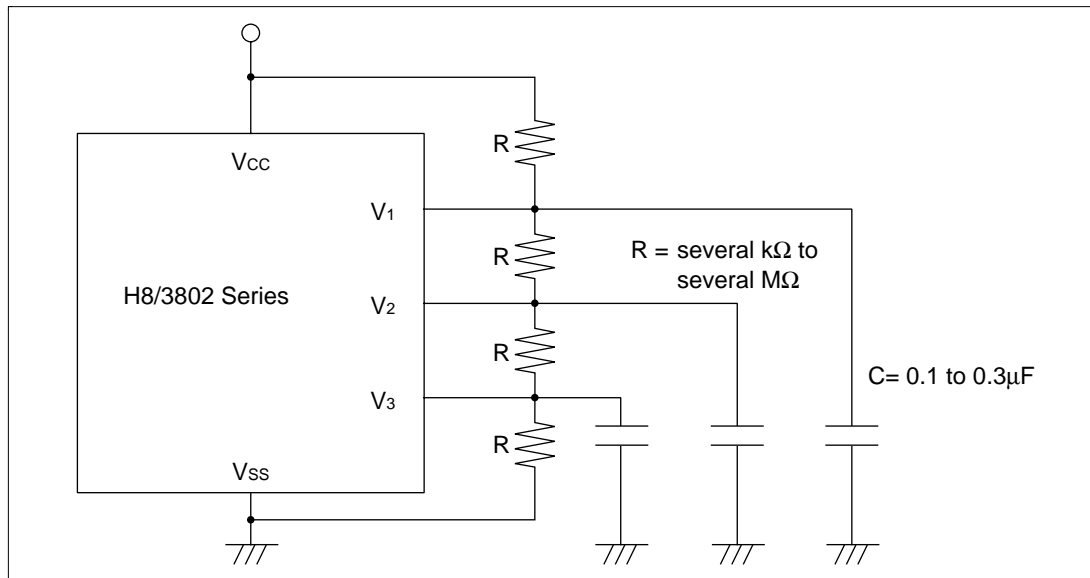 R
VCC
V1
R
R = several kΩ to
several MΩ
H8/3802 Series
V2
R
C= 0.1 to 0.3μF
V3
R
VSS